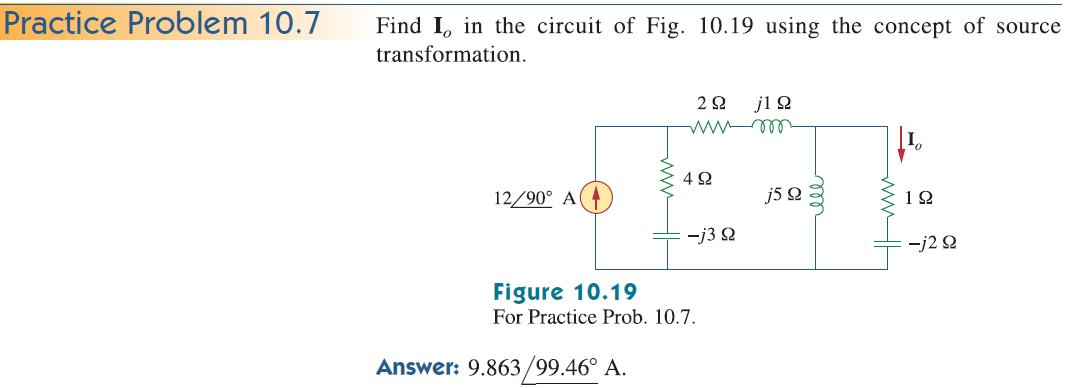 Practice Problem 10.7
Find Iₒ in the circuit of Fig. 10.19 using the concept of source
transformation.
2 Ω
j1 Ω
Iₒ
4 Ω
12/90° A
j5 Ω
1 Ω
−j3 Ω
−j2 Ω
Figure 10.19
For Practice Prob. 10.7.
Answer: 9.863/99.46° A.